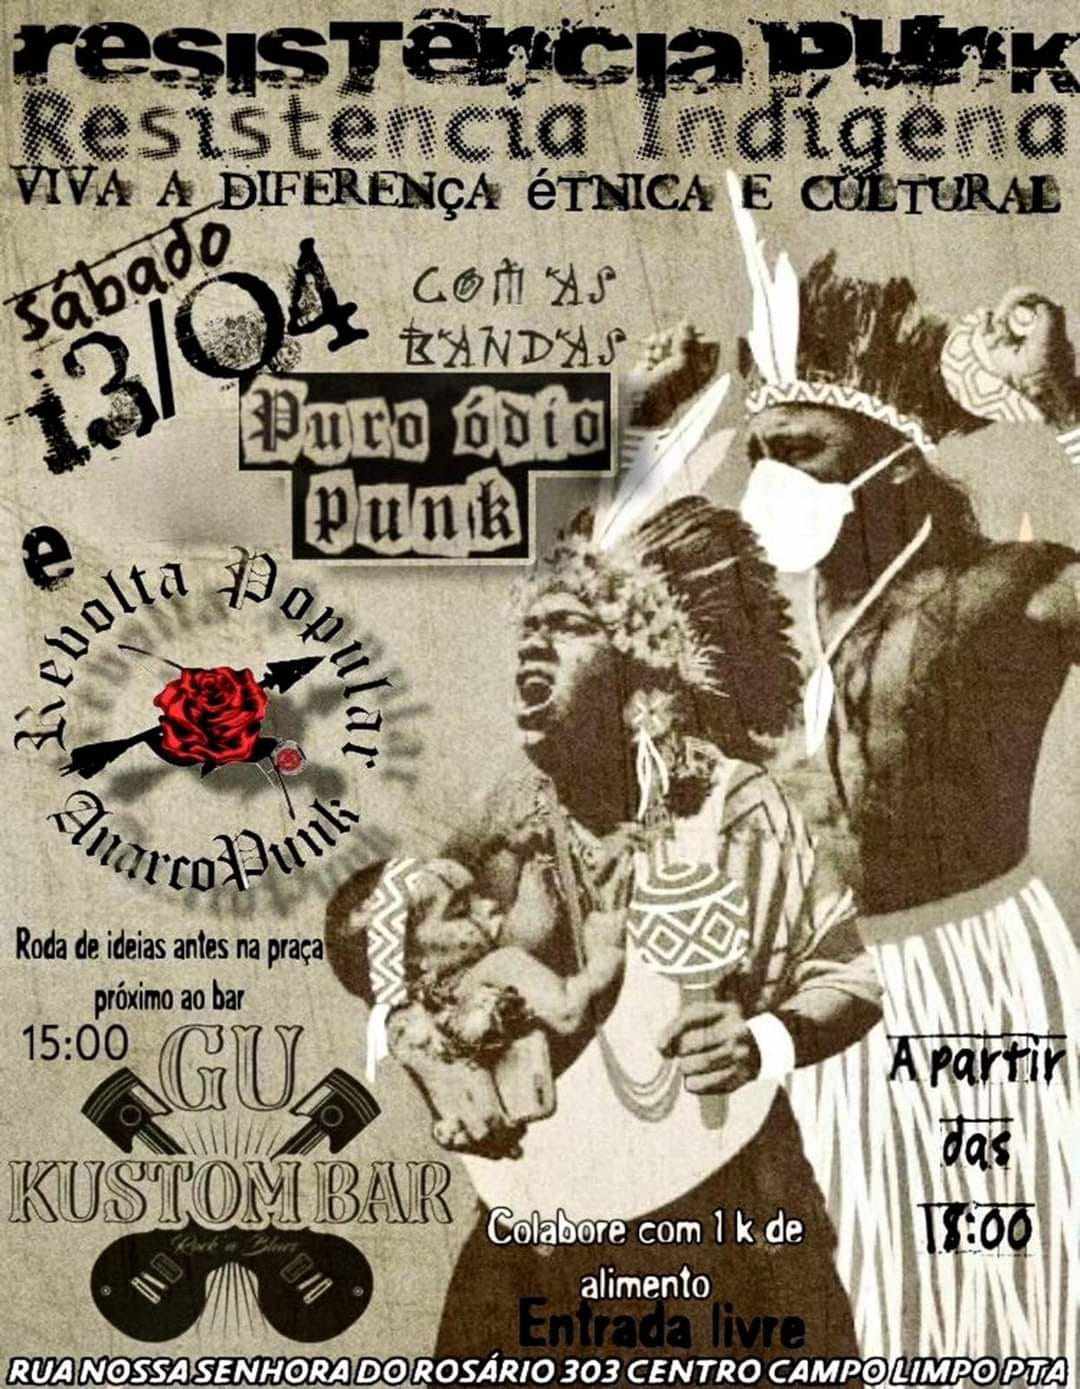 resistência punk
Resistencia Indígena
VIVA A DIFERENÇA éTNICA E CULTURAL
sábado
13/04
COM AS
BANDAS
Puro ódio
Punk
e
Revolta Popular
AnarcoPunk
Roda de ideias antes na praça
próximo ao bar
15:00
GU
KUSTOM BAR
Rock'n Blues
A partir
das
18:00
Colabore com 1 k de
alimento
Entrada livre
RUA NOSSA SENHORA DO ROSÁRIO 303 CENTRO CAMPO LIMPO PTA